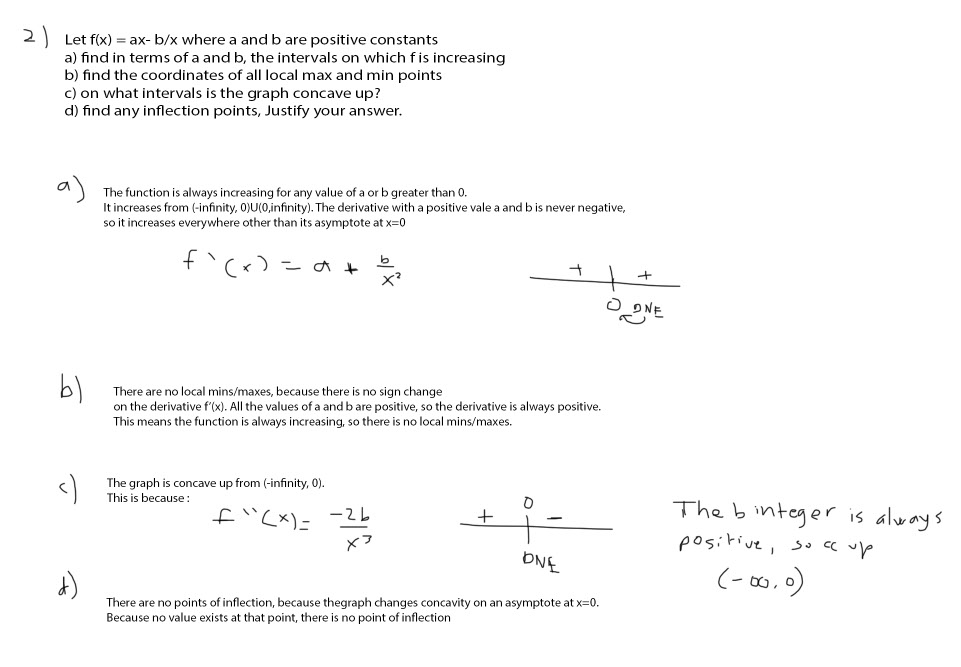 2) Let f(x) = ax- b/x where a and b are positive constants
a) find in terms of a and b, the intervals on which f is increasing
b) find the coordinates of all local max and min points
c) on what intervals is the graph concave up?
d) find any inflection points, Justify your answer.
a) The function is always increasing for any value of a or b greater than 0.
It increases from (-infinity, 0)U(0,infinity). The derivative with a positive vale a and b is never negative,
so it increases everywhere other than its asymptote at x=0
f`(x) = a + b/x²
+ +
0 DNE
b) There are no local mins/maxes, because there is no sign change
on the derivative f'(x). All the values of a and b are positive, so the derivative is always positive.
This means the function is always increasing, so there is no local mins/maxes.
c) The graph is concave up from (-infinity, 0).
This is because :
f``(x) = -2b/x³
0
+ -
DNE
The b integer is always
positive, so cc up
(-∞, 0)
d) There are no points of inflection, because thegraph changes concavity on an asymptote at x=0.
Because no value exists at that point, there is no point of inflection